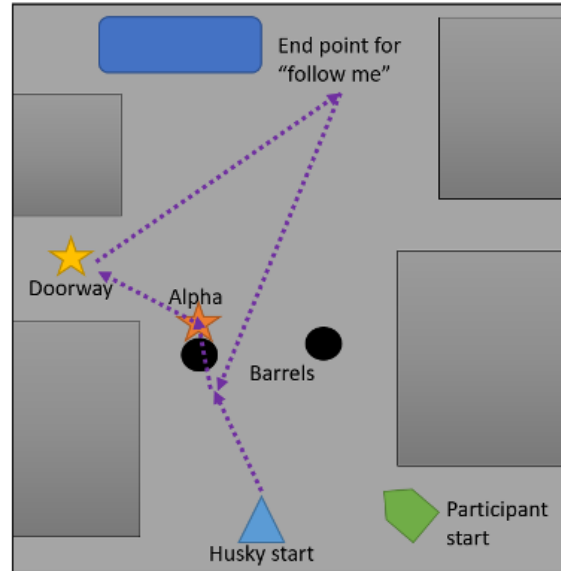 End point for
“follow me”
Doorway
Alpha
Barrels
Participant
start
Husky start